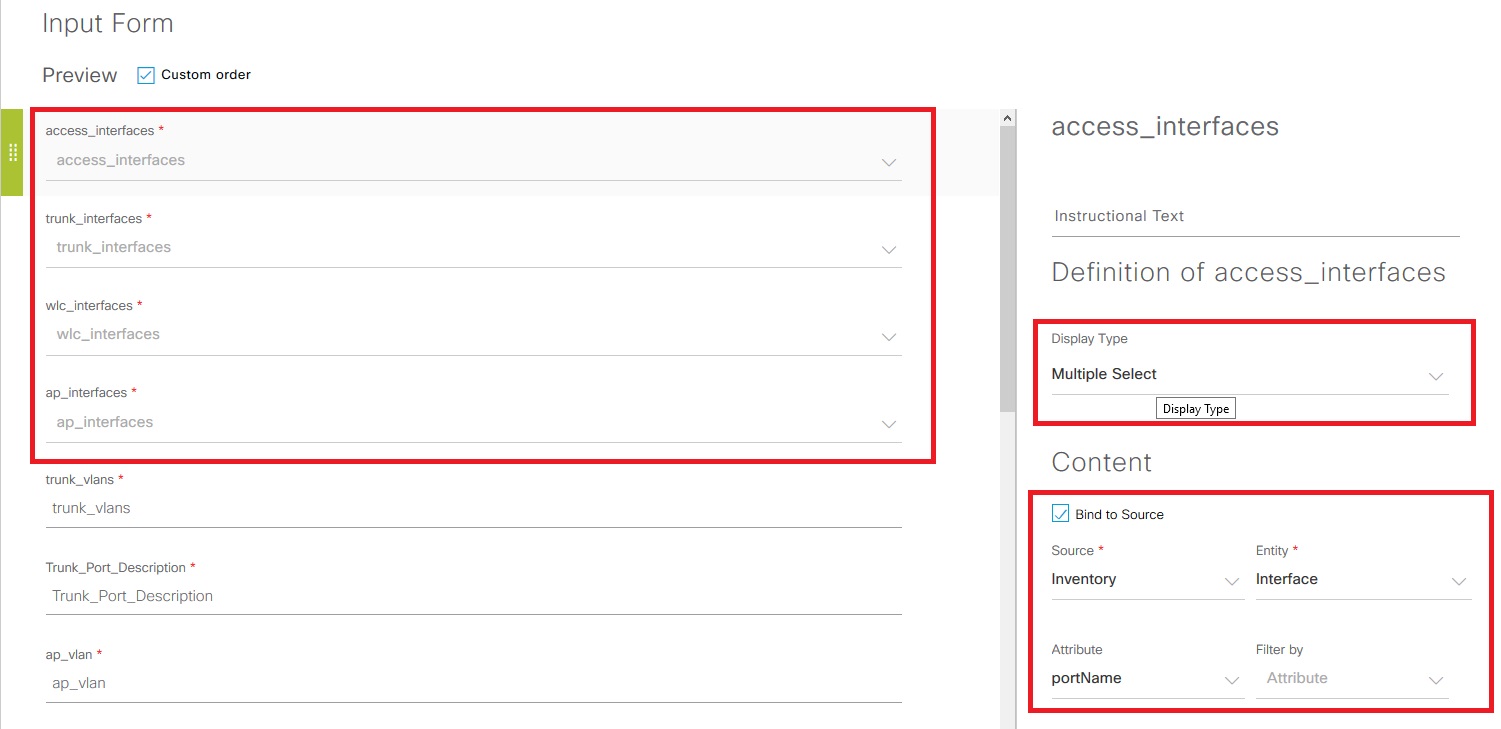 Input Form
Preview Custom order
access_interfaces *
access_interfaces
trunk_interfaces *
trunk_interfaces
wlc_interfaces *
wlc_interfaces
ap_interfaces *
ap_interfaces
trunk_vlans *
trunk_vlans
Trunk_Port_Description *
Trunk_Port_Description
ap_vlan *
ap_vlan
access_interfaces
Instructional Text
Definition of access_interfaces
Display Type
Multiple Select
Display Type
Content
Bind to Source
Source * Entity *
Inventory Interface
Attribute Filter by
portName Attribute